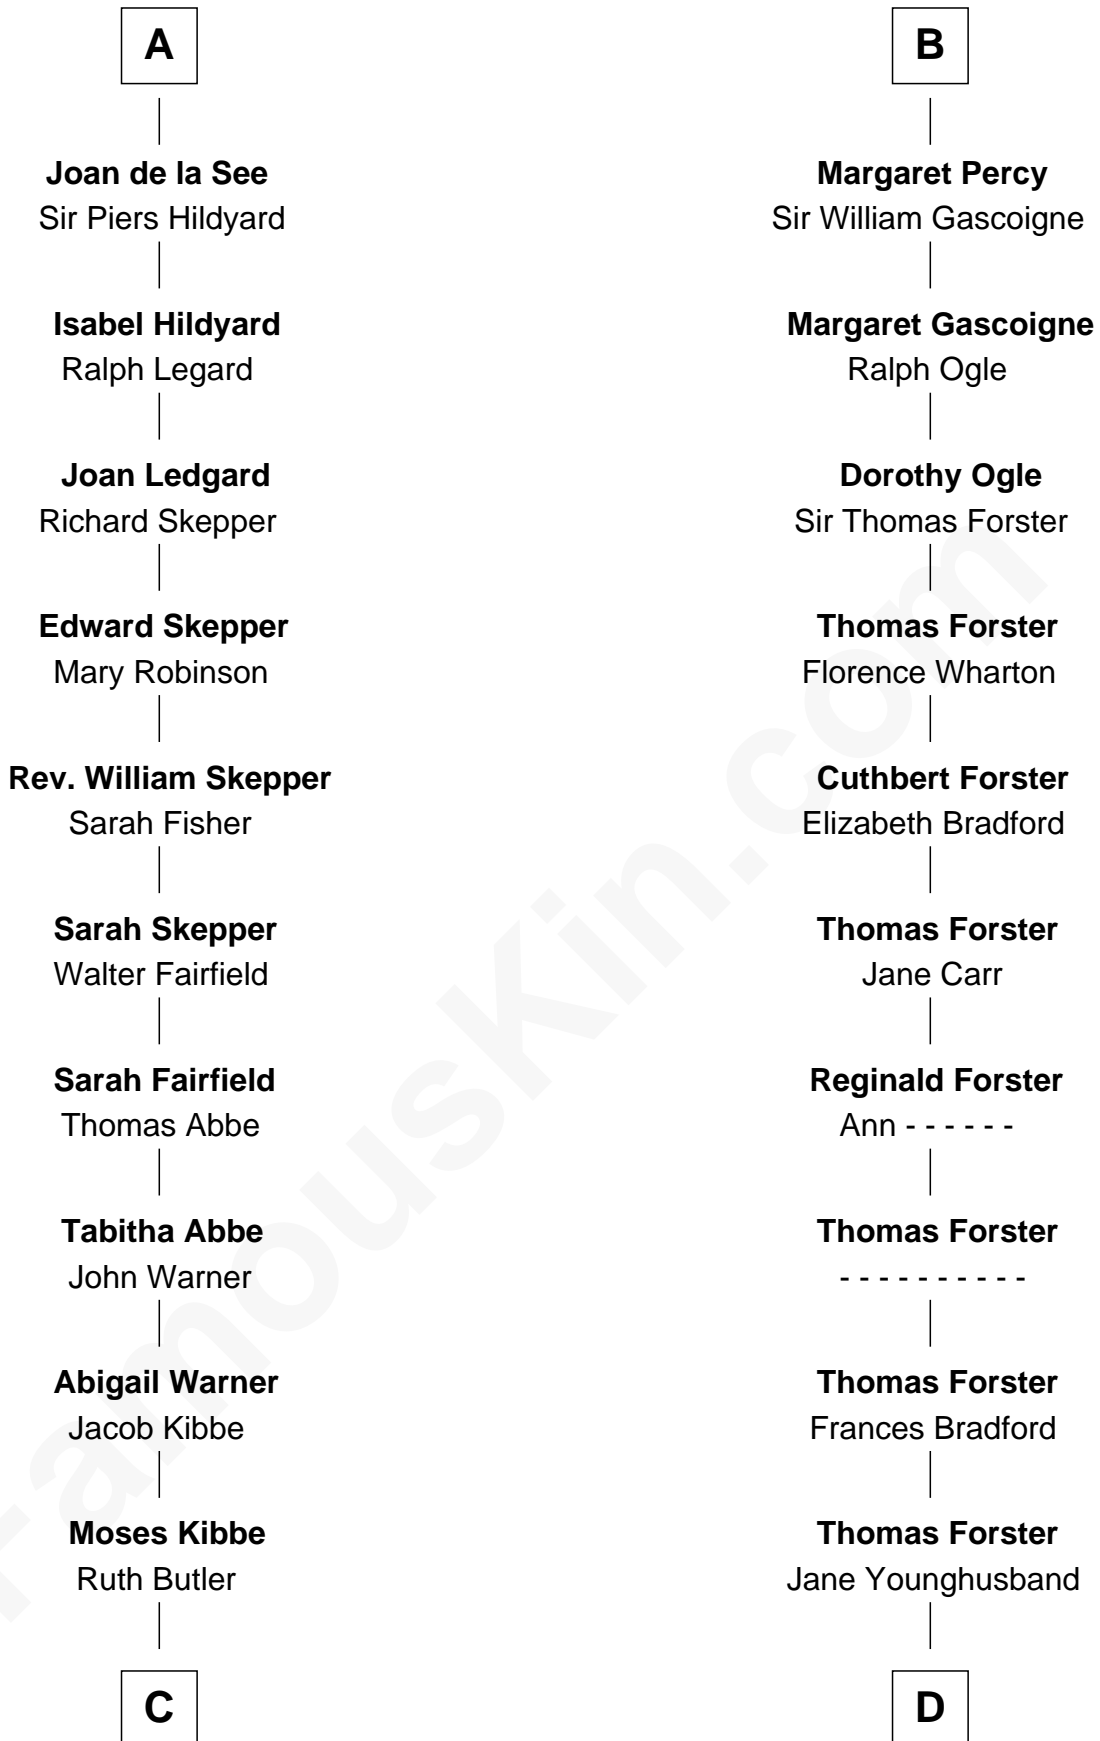 A
Joan de la See
Sir Piers Hildyard
Isabel Hildyard
Ralph Legard
Joan Ledgard
Richard Skepper
Edward Skepper
Mary Robinson
Rev. William Skepper
Sarah Fisher
Sarah Skepper
Walter Fairfield
Sarah Fairfield
Thomas Abbe
Tabitha Abbe
John Warner
Abigail Warner
Jacob Kibbe
Moses Kibbe
Ruth Butler
C
B
Margaret Percy
Sir William Gascoigne
Margaret Gascoigne
Ralph Ogle
Dorothy Ogle
Sir Thomas Forster
Thomas Forster
Florence Wharton
Cuthbert Forster
Elizabeth Bradford
Thomas Forster
Jane Carr
Reginald Forster
Ann - - - - - -
Thomas Forster
- - - - - - - - - -
Thomas Forster
Frances Bradford
Thomas Forster
Jane Younghusband
D
FamousKin.com